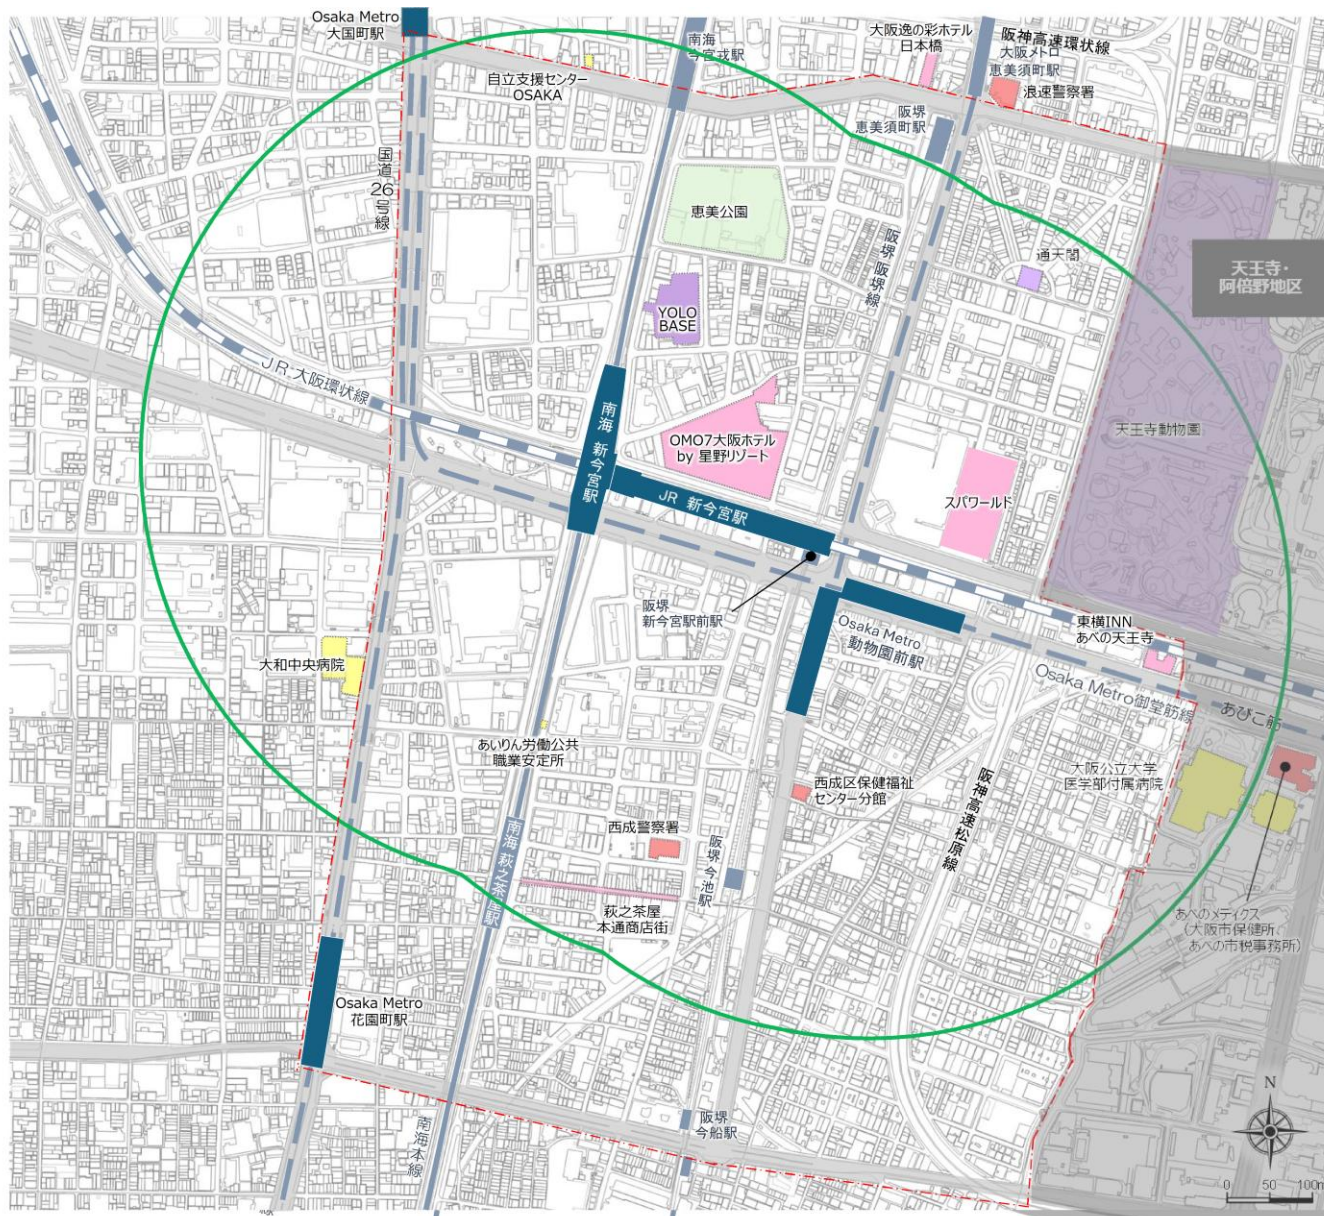 Osaka Metro
大国町駅
南海
今宮戎駅
大阪逸の彩ホテル
日本橋
阪神高速環状線
大阪メトロ
恵美須町駅
浪速警察署
自立支援センター
OSAKA
阪堺
恵美須町駅
国道26号線
恵美公園
阪堺 阪堺線
通天閣
天王寺・
阿倍野地区
YOLO
BASE
JR 大阪環状線
南海 新今宮駅
OMO7大阪ホテル
by 星野リゾート
天王寺動物園
スパワールド
JR 新今宮駅
阪堺
新今宮駅前駅
Osaka Metro
動物園前駅
東横INN
あべの天王寺
大和中央病院
Osaka Metro御堂筋線
あびこ筋
あいりん労働公共
職業安定所
大阪公立大学
医学部付属病院
西成区保健福祉
センター分館
阪神高速松原線
南海 萩之茶屋駅
西成警察署
阪堺 今池駅
萩之茶屋
本通商店街
あべのメディクス
(大阪市保健所、
あべの市税事務所)
Osaka Metro
花園町駅
南海本線
阪堺
今船駅
N
0 50 100m